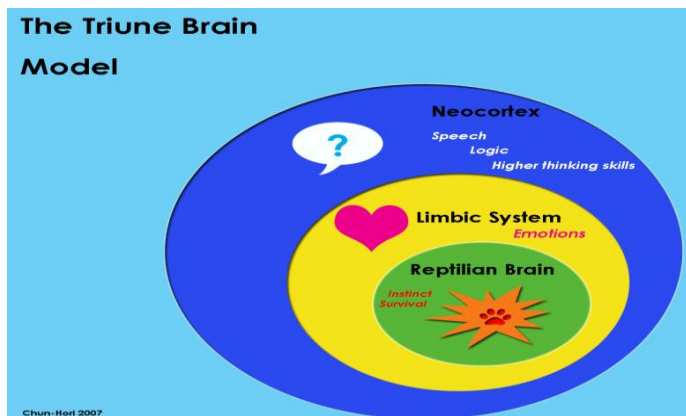 The Triune Brain
Model
Neocortex
Speech
Logic
Higher thinking skills
?
Limbic System
Emotions
Reptilian Brain
Instinct
Survival
Chun-Hori 2007